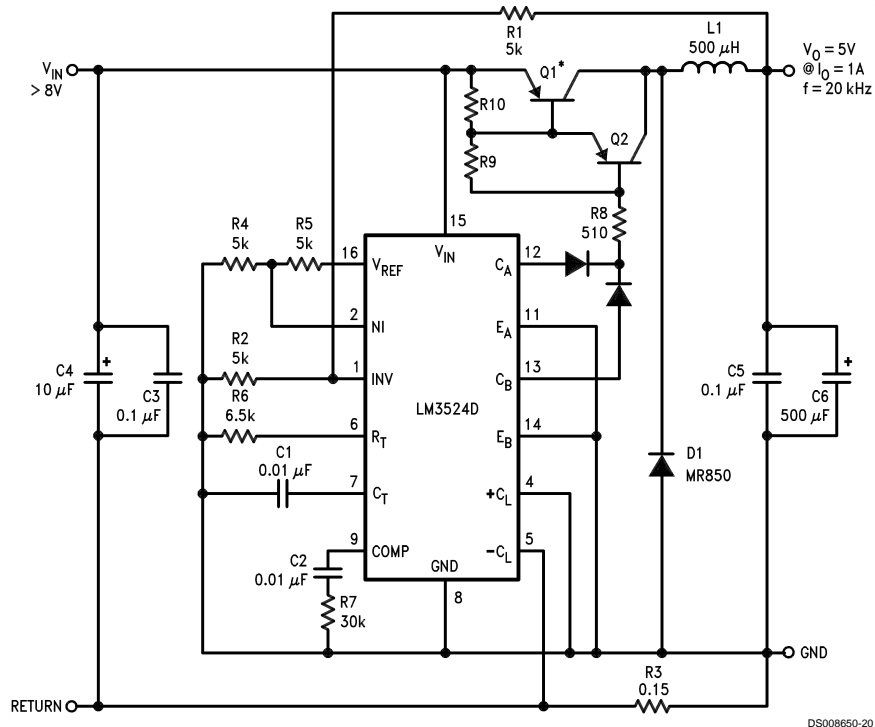 R1
5k
L1
500 μH
V_O = 5V
@ I_O = 1A
f = 20 kHz
V_IN
> 8V
Q1*
R10
Q2
R9
R8
510
15
R4
5k
R5
5k
16
V_REF
V_IN
C_A
12
2
NI
E_A
11
R2
5k
1
INV
C_B
13
R6
6.5k
LM3524D
6
R_T
E_B
14
C1
0.01 μF
7
C_T
+C_L
4
9
COMP
-C_L
5
C2
0.01 μF
GND
8
R7
30k
C4
10 μF
+
C3
0.1 μF
C5
0.1 μF
+
C6
500 μF
D1
MR850
GND
R3
0.15
RETURN
DS008650-20